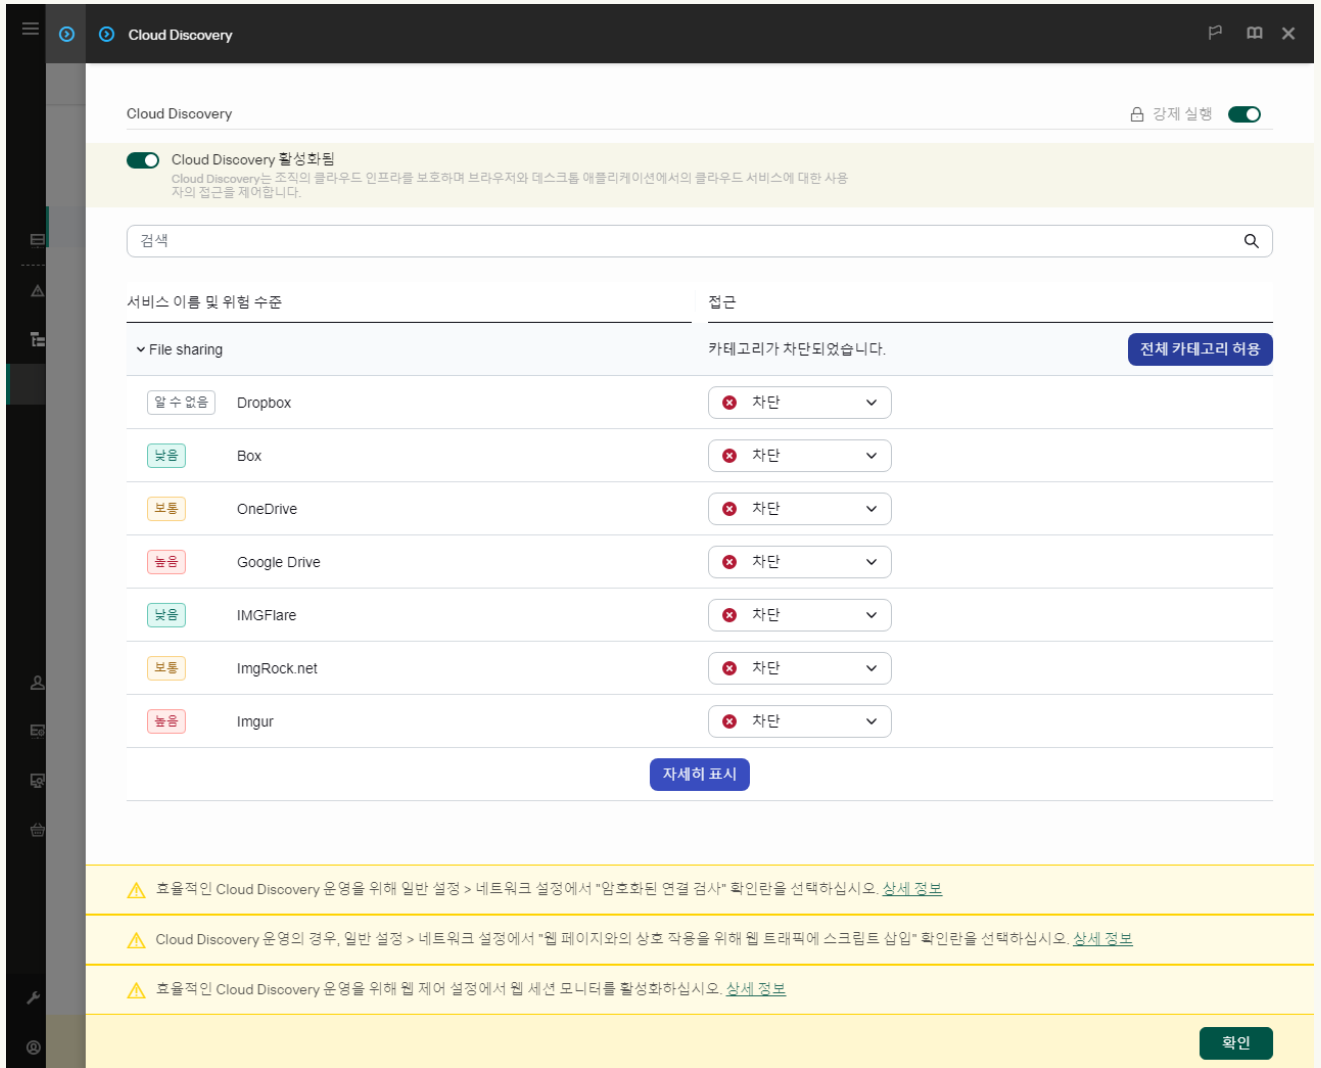 Cloud Discovery
Cloud Discovery
강제 실행
Cloud Discovery 활성화됨
Cloud Discovery는 조직의 클라우드 인프라를 보호하며 브라우저와 데스크톱 애플리케이션에서의 클라우드 서비스에 대한 사용
자의 접근을 제어합니다.
검색
서비스 이름 및 위험 수준 접근
File sharing 카테고리가 차단되었습니다. 전체 카테고리 허용
알 수 없음 Dropbox 차단
낮음 Box 차단
보통 OneDrive 차단
높음 Google Drive 차단
낮음 IMGFlare 차단
보통 ImgRock.net 차단
높음 Imgur 차단
자세히 표시
효율적인 Cloud Discovery 운영을 위해 일반 설정 > 네트워크 설정에서 "암호화된 연결 검사" 확인란을 선택하십시오. 상세 정보
Cloud Discovery 운영의 경우, 일반 설정 > 네트워크 설정에서 "웹 페이지와의 상호 작용을 위해 웹 트래픽에 스크립트 삽입" 확인란을 선택하십시오. 상세 정보
효율적인 Cloud Discovery 운영을 위해 웹 제어 설정에서 웹 세션 모니터를 활성화하십시오. 상세 정보
확인